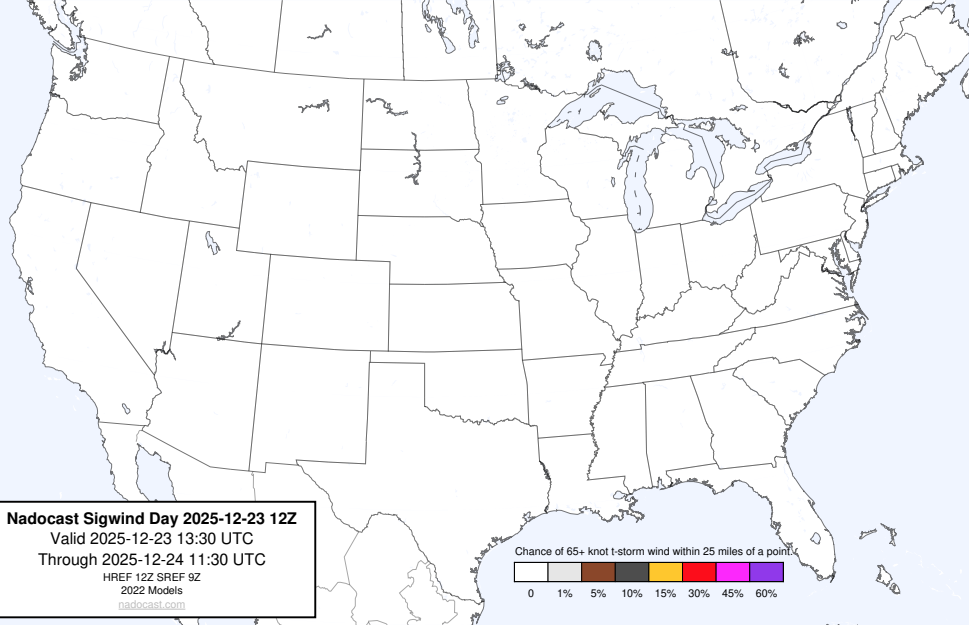 Nadocast Sigwind Day 2025-12-23 12Z
Valid 2025-12-23 13:30 UTC
Through 2025-12-24 11:30 UTC
HREF 12Z SREF 9Z
2022 Models
nadocast.com
Chance of 65+ knot t-storm wind within 25 miles of a point.
0 1% 5% 10% 15% 30% 45% 60%